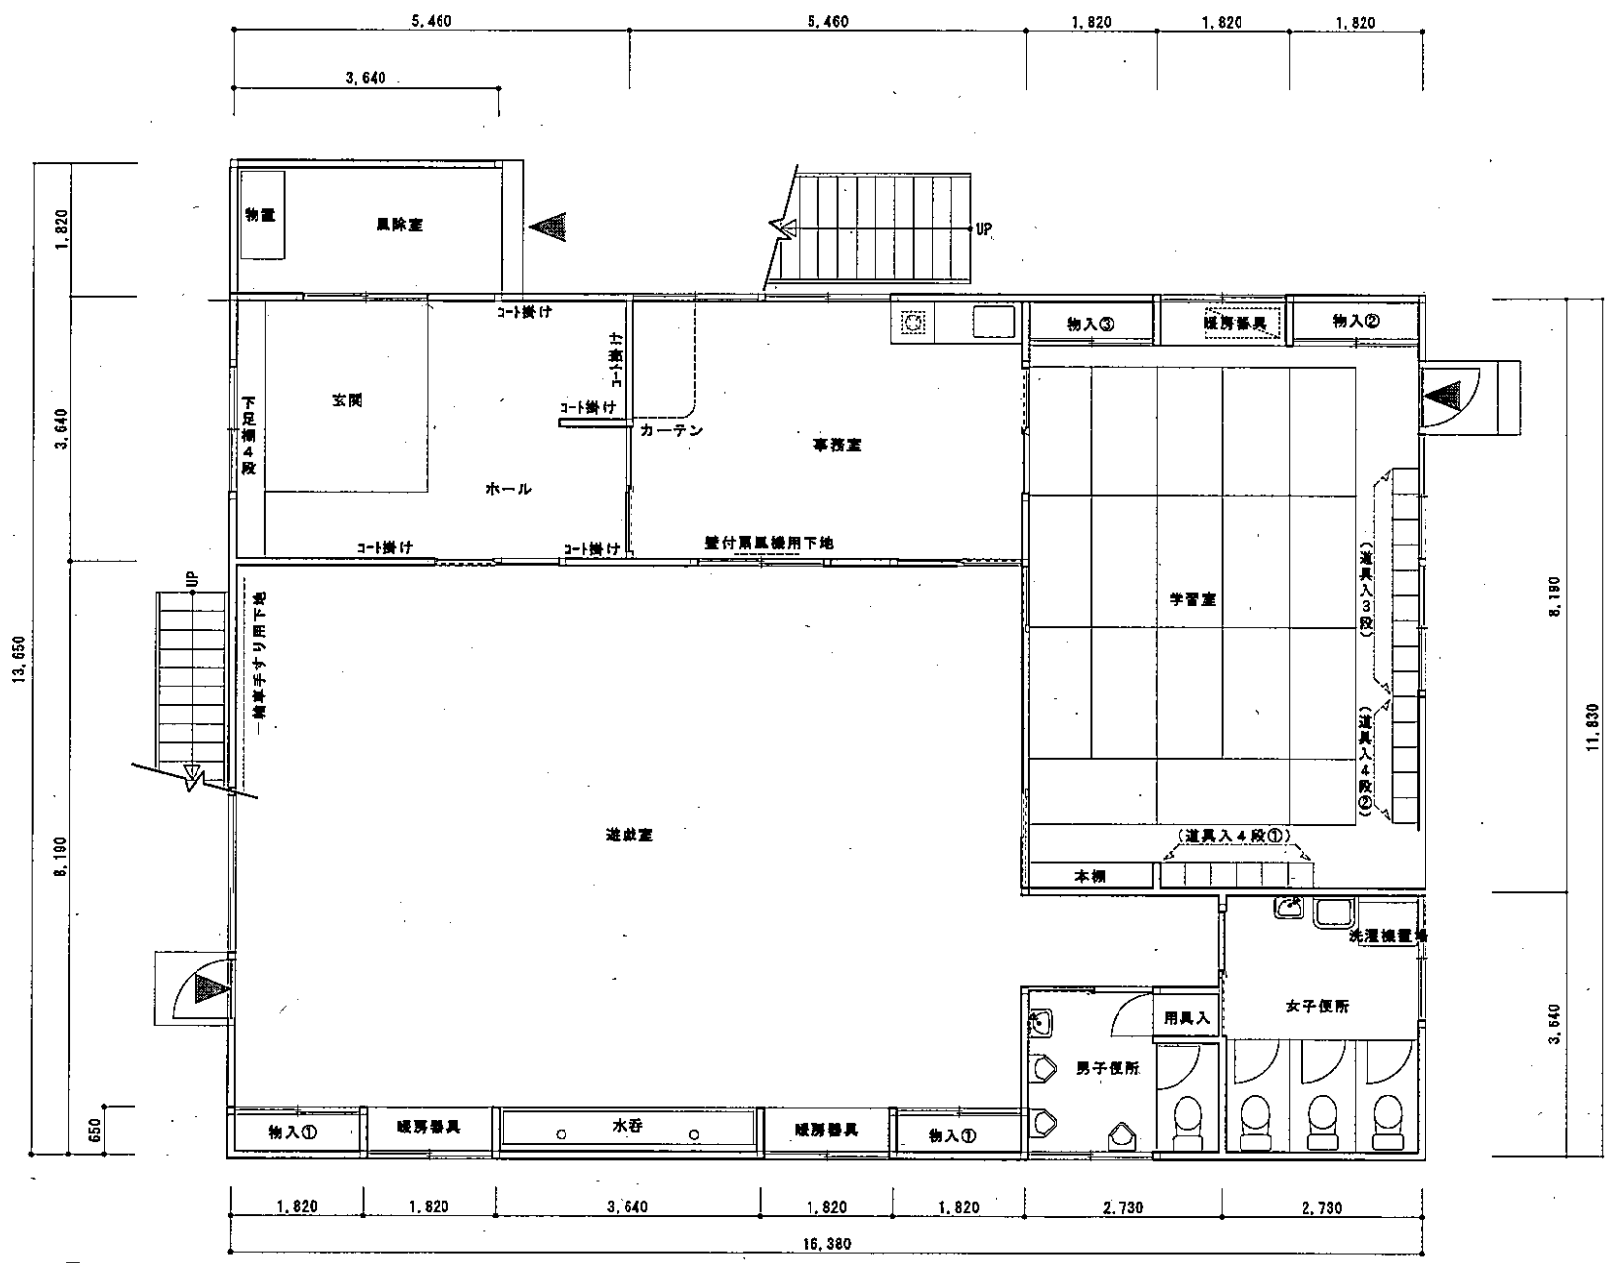 5,460
5,460
1,820
1,820
1,820
3,640
物置
風除室
UP
1,820
コート掛け
物入③
暖房器具
物入②
コート掛け
玄関
コート掛け
カーテン
下足棚4段
事務室
3,640
ホール
コート掛け
コート掛け
壁付扇風機用下地
(道具入3段)
UP
一輪車手すり用下地
学習室
8,190
13,650
(道具入4段②)
11,830
遊戯室
(道具入4段①)
8,190
本棚
洗濯機置場
用具入
女子便所
3,640
男子便所
650
物入①
暖房器具
水呑
暖房器具
物入①
1,820
1,820
3,640
1,820
1,820
2,730
2,730
16,380